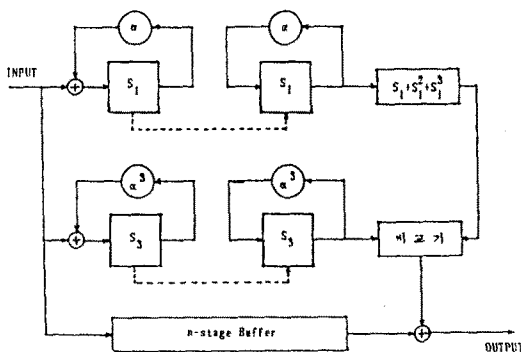 α
α
INPUT
S₁
S₁
S₁+S₁²+S₁³
α³
α³
S₃
S₃
비 교 기
n-stage Buffer
OUTPUT